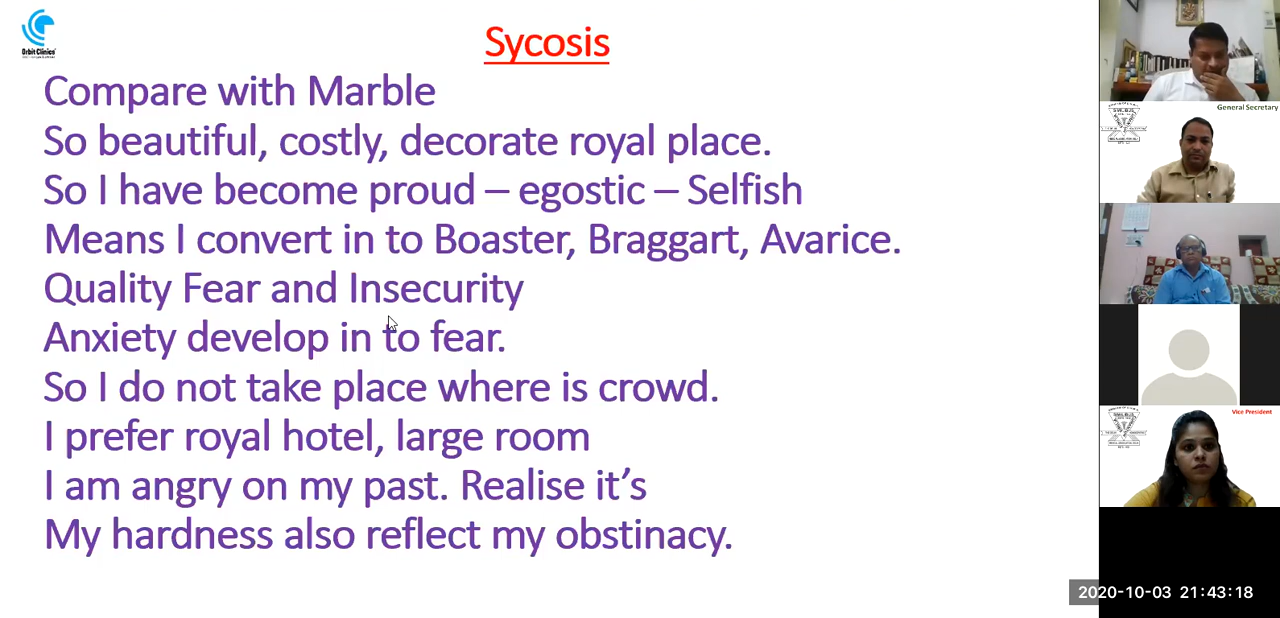 Orbit Clinics
Sycosis
Compare with Marble
So beautiful, costly, decorate royal place.
So I have become proud – egostic – Selfish
Means I convert in to Boaster, Braggart, Avarice.
Quality Fear and Insecurity
Anxiety develop in to fear.
So I do not take place where is crowd.
I prefer royal hotel, large room
I am angry on my past. Realise it’s
My hardness also reflect my obstinacy.
General Secretary
Vice President
2020-10-03 21:43:18